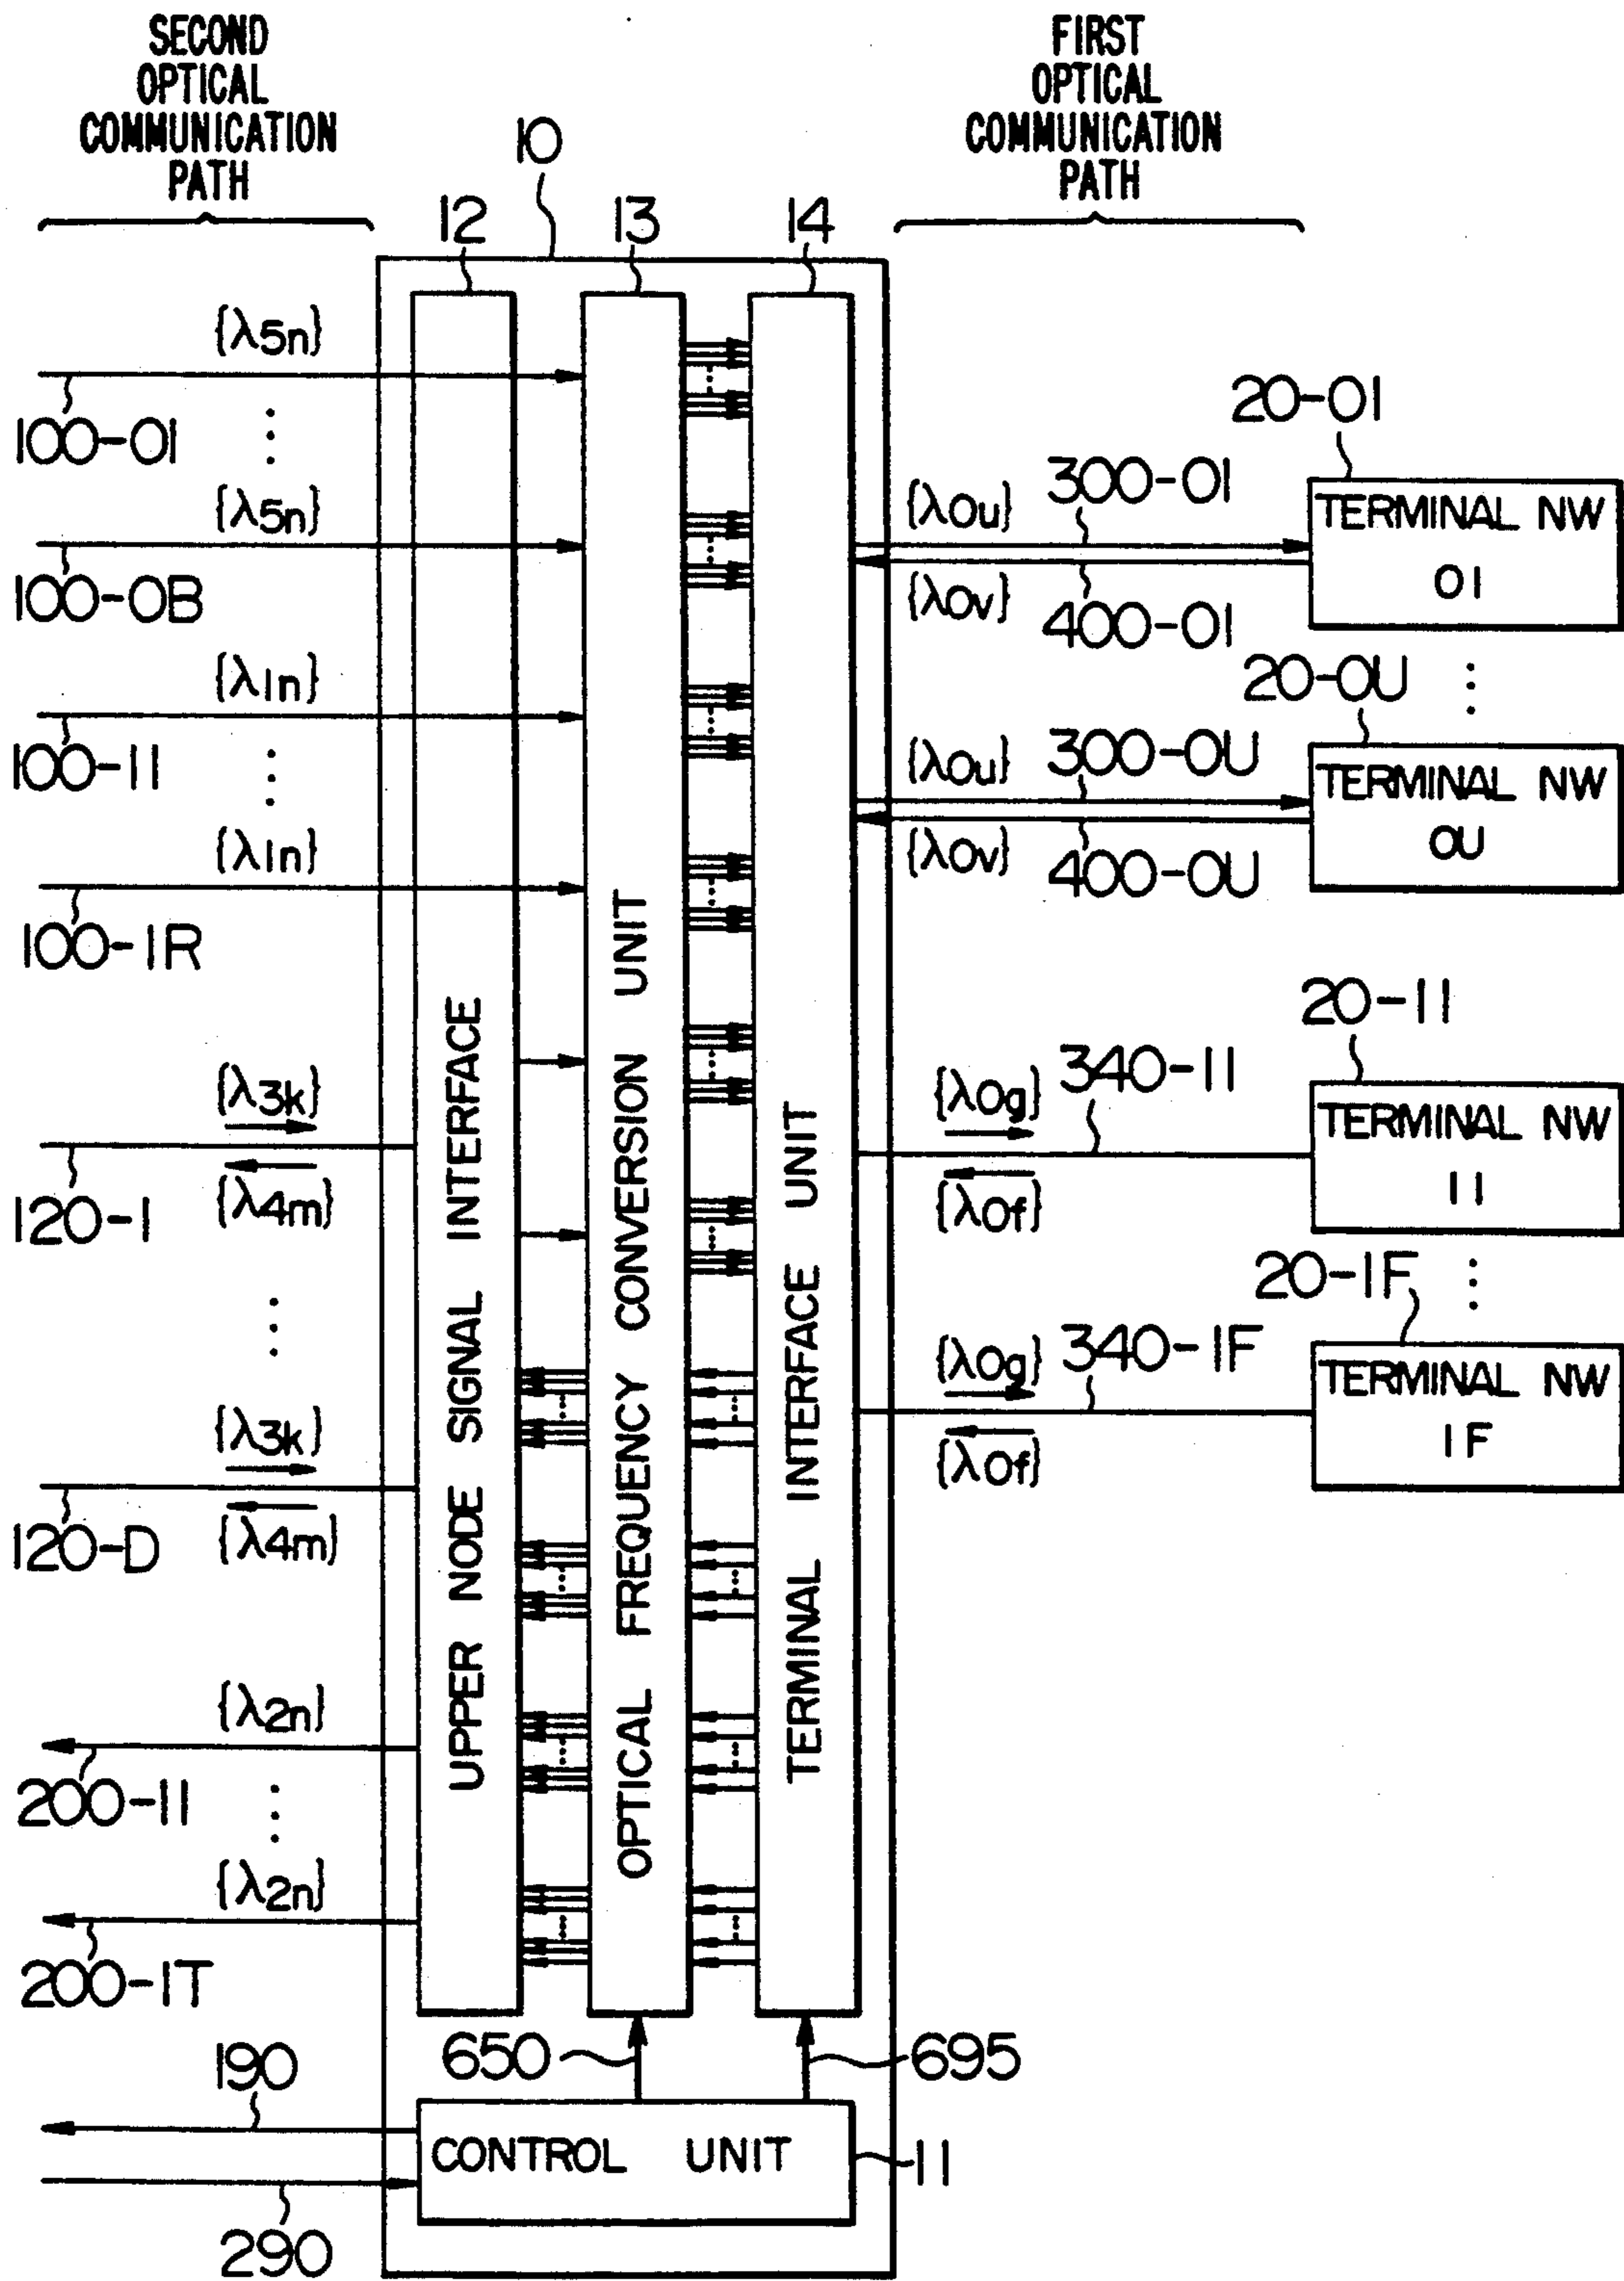 SECOND
OPTICAL
COMMUNICATION
PATH
FIRST
OPTICAL
COMMUNICATION
PATH
10
12
13
14
{λ5n}
100-01
{λ5n}
100-0B
{λ1n}
100-11
{λ1n}
100-1R
{λ3k}
{λ4m}
120-1
{λ3k}
{λ4m}
120-D
{λ2n}
200-11
{λ2n}
200-1T
190
290
UPPER NODE SIGNAL INTERFACE
OPTICAL FREQUENCY CONVERSION UNIT
TERMINAL INTERFACE UNIT
650
695
CONTROL UNIT
11
{λ0u}
300-01
{λ0v}
400-01
20-01
TERMINAL NW
01
{λ0u}
300-0U
{λ0v}
400-0U
20-0U
TERMINAL NW
0U
{λ0g}
340-11
{λ0f}
20-11
TERMINAL NW
11
{λ0g}
340-1F
{λ0f}
20-1F
TERMINAL NW
1F